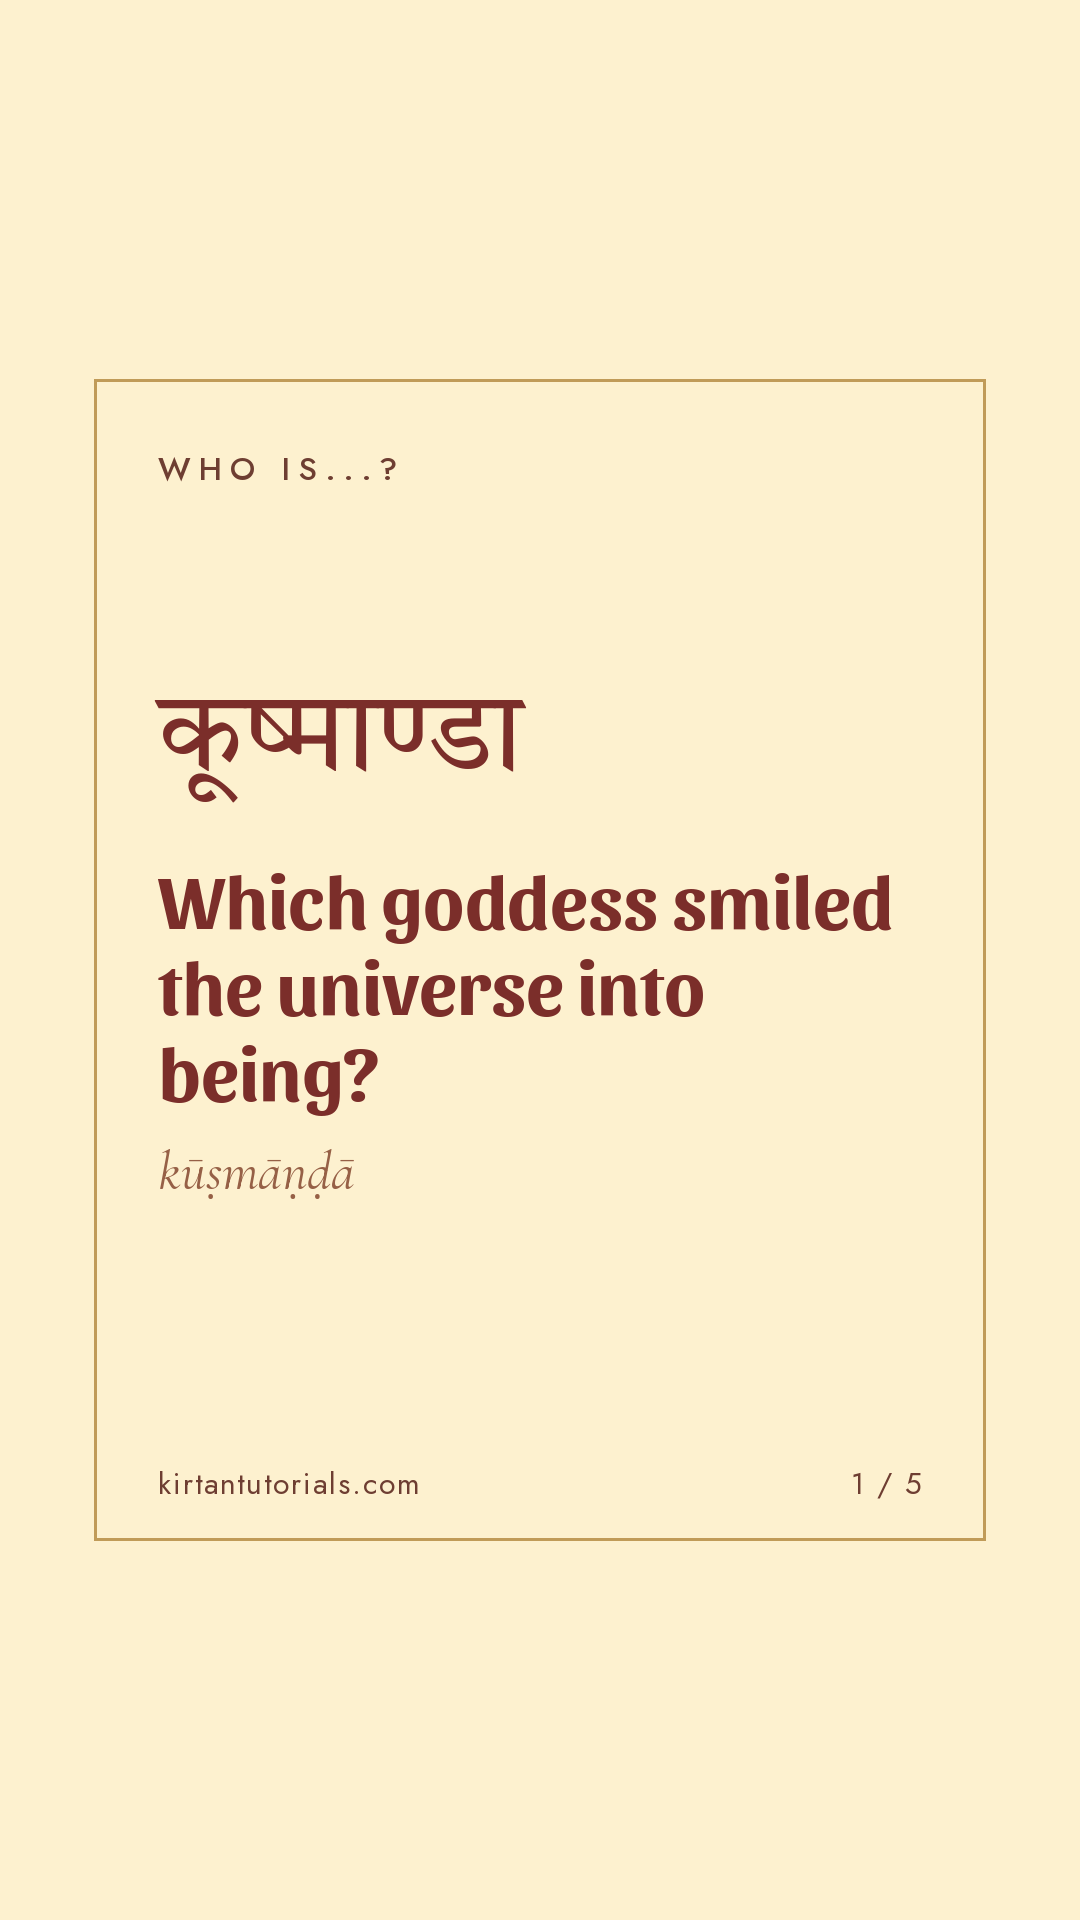 WHO IS...?
कूष्माण्डा
Which goddess smiled
the universe into
being?
kūṣmāṇḍā
kirtantutorials.com
1 / 5